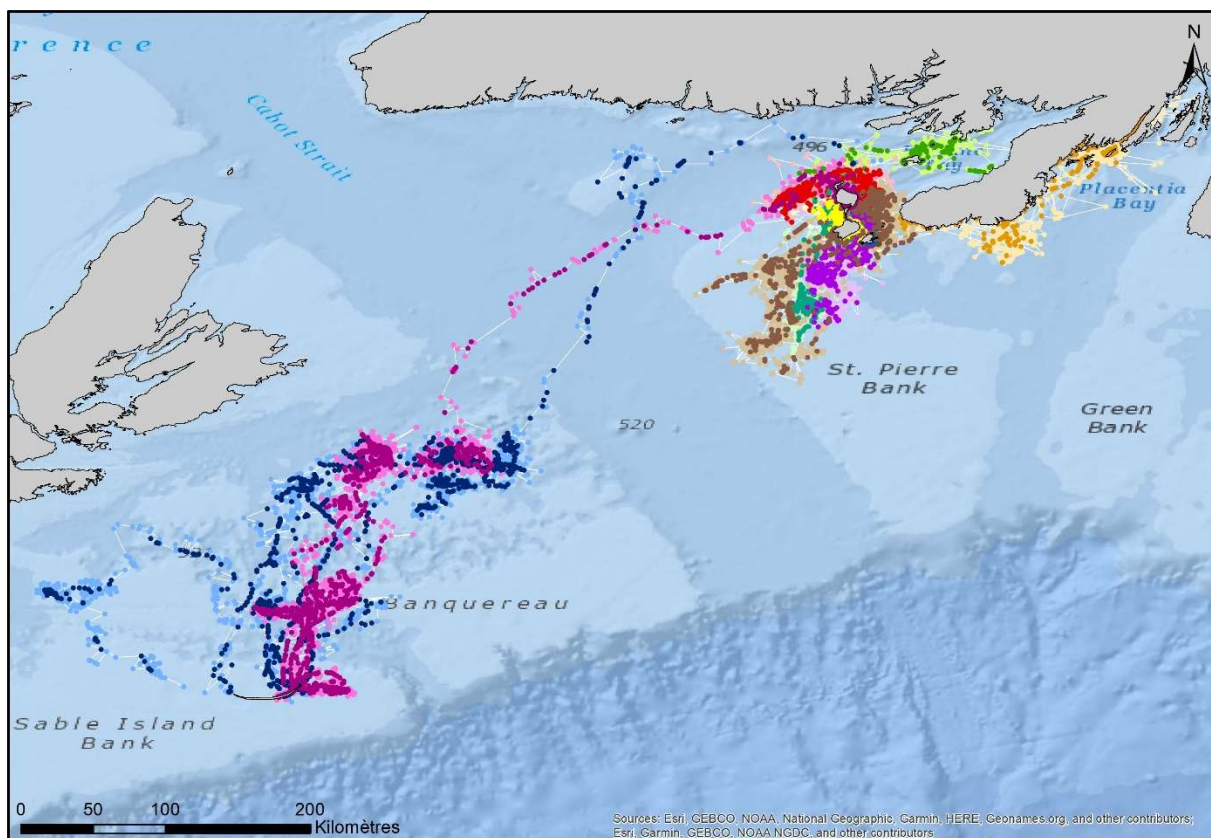 rence
N
Cabot Strait
496
Bay
Placentia
Bay
St. Pierre
Bank
Green
Bank
520
Banquereau
Sable Island
Bank
0 50 100 200
Kilomètres
Sources: Esri, GEBCO, NOAA, National Geographic, Garmin, HERE, Geonames.org, and other contributors;
Esri, Garmin, GEBCO, NOAA NGDC, and other contributors